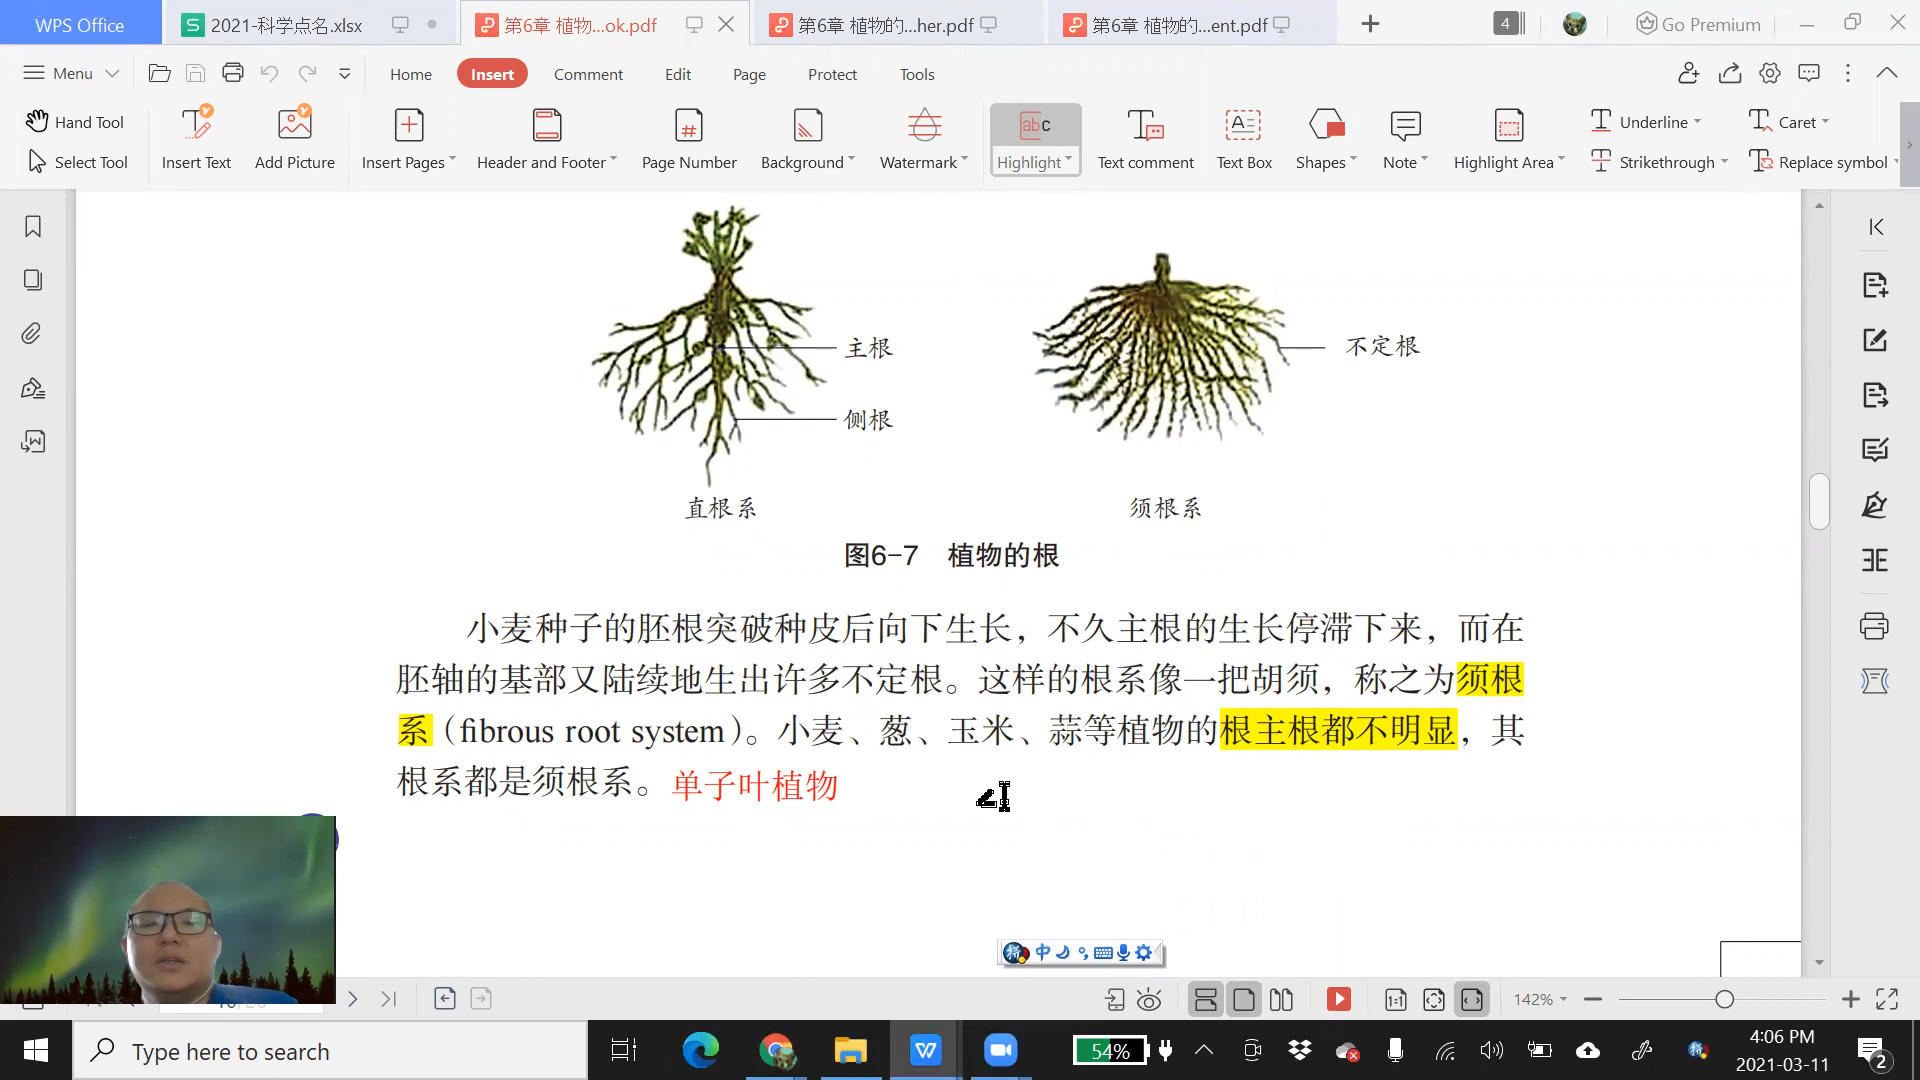 WPS Office
2021-科学点名.xlsx
第6章 植物...ok.pdf
第6章 植物的...her.pdf
第6章 植物的...ent.pdf
4
Go Premium
Menu
Home
Insert
Comment
Edit
Page
Protect
Tools
Hand Tool
Select Tool
Insert Text
Add Picture
Insert Pages
Header and Footer
Page Number
Background
Watermark
abc
Highlight
Text comment
Text Box
Shapes
Note
Highlight Area
Underline
Strikethrough
Caret
Replace symbol
主根
侧根
不定根
直根系
须根系
图6-7 植物的根
小麦种子的胚根突破种皮后向下生长，不久主根的生长停滞下来，而在
胚轴的基部又陆续地生出许多不定根。这样的根系像一把胡须，称之为须根
系（fibrous root system）。小麦、葱、玉米、蒜等植物的根主根都不明显，其
根系都是须根系。单子叶植物
中
142%
Type here to search
54%
4:06 PM
2021-03-11
2